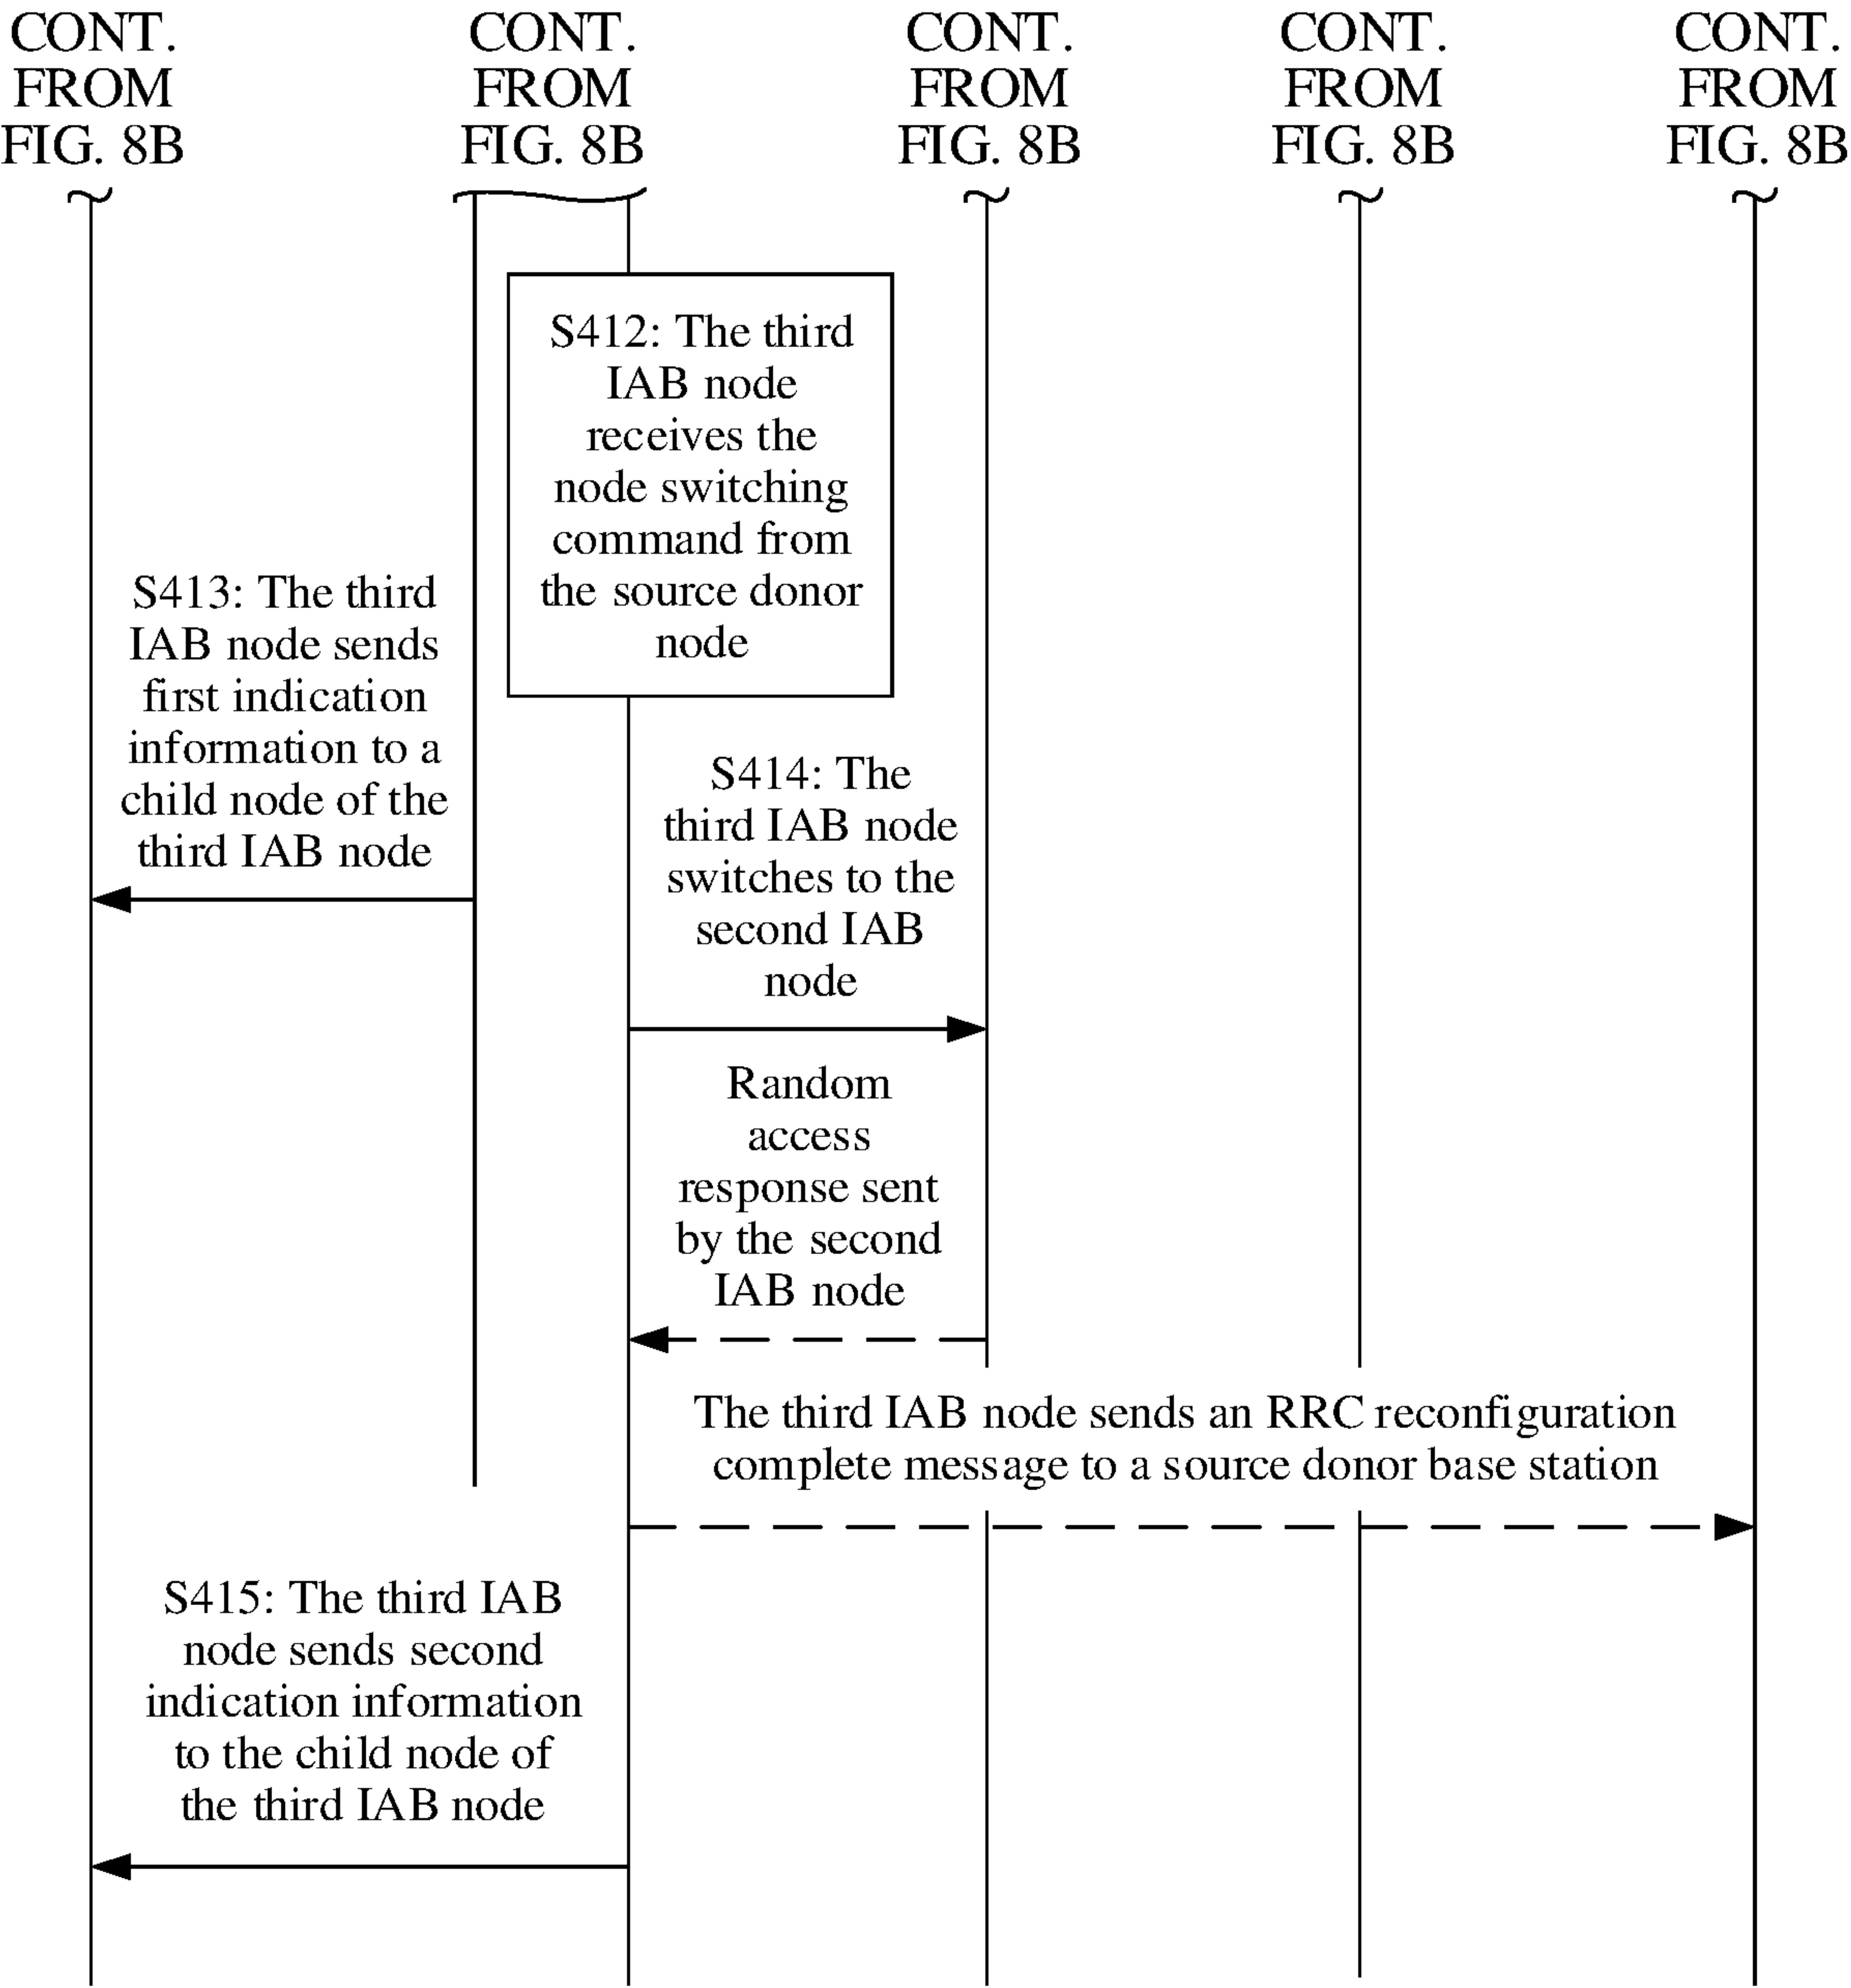 CONT.
FROM
FIG. 8B
CONT.
FROM
FIG. 8B
CONT.
FROM
FIG. 8B
CONT.
FROM
FIG. 8B
CONT.
FROM
FIG. 8B
S412: The third
IAB node
receives the
node switching
command from
the source donor
node
S413: The third
IAB node sends
first indication
information to a
child node of the
third IAB node
S414: The
third IAB node
switches to the
second IAB
node
Random
access
response sent
by the second
IAB node
The third IAB node sends an RRC reconfiguration
complete message to a source donor base station
S415: The third IAB
node sends second
indication information
to the child node of
the third IAB node